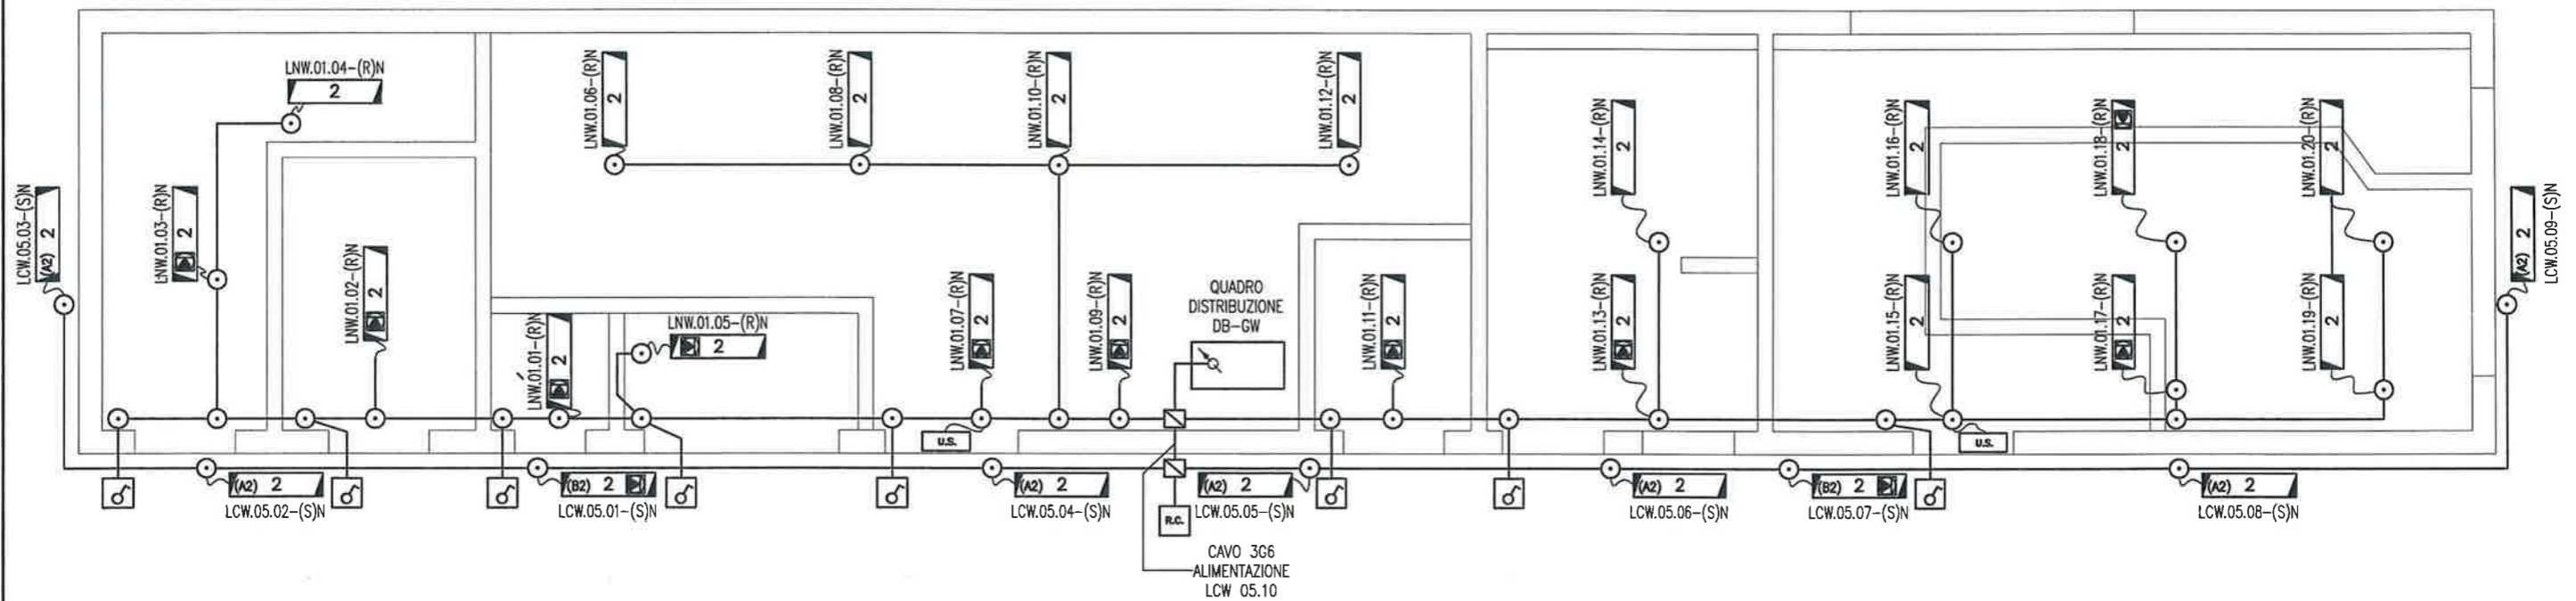 LNW.01.04-(R)N
2
LCW.05.03-(S)N
(A2) 2
LNW.01.03-(R)N
2
LNW.01.02-(R)N
2
LNW.01.01-(R)N
2
LNW.01.05-(R)N
2
LNW.01.06-(R)N
2
LNW.01.08-(R)N
2
LNW.01.10-(R)N
2
LNW.01.12-(R)N
2
LNW.01.07-(R)N
2
LNW.01.09-(R)N
2
QUADRO
DISTRIBUZIONE
DB-GW
LNW.01.11-(R)N
2
LNW.01.14-(R)N
2
LNW.01.13-(R)N
2
LNW.01.16-(R)N
2
LNW.01.15-(R)N
2
LNW.01.18-(R)N
2
LNW.01.17-(R)N
2
LNW.01.20-(R)N
2
LNW.01.19-(R)N
2
LCW.05.09-(S)N
(A2) 2
U.S.
U.S.
(A2) 2
LCW.05.02-(S)N
(B2) 2
LCW.05.01-(S)N
(A2) 2
LCW.05.04-(S)N
R.C.
(A2) 2
LCW.05.05-(S)N
(A2) 2
LCW.05.06-(S)N
(B2) 2
LCW.05.07-(S)N
(A2) 2
LCW.05.08-(S)N
CAVO 3G6
ALIMENTAZIONE
LCW 05.10